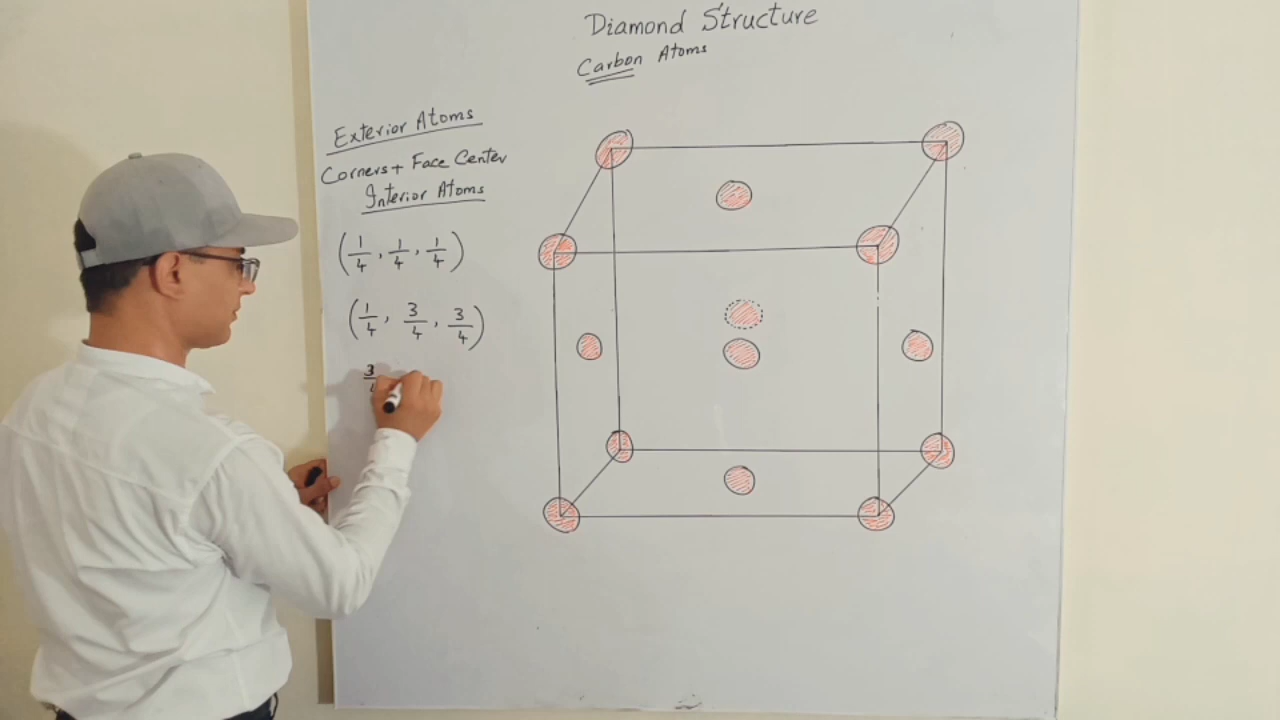 Diamond Structure
Carbon Atoms
Exterior Atoms
Corners + Face Center
Interior Atoms
(1/4, 1/4, 1/4)
(1/4, 3/4, 3/4)
3/